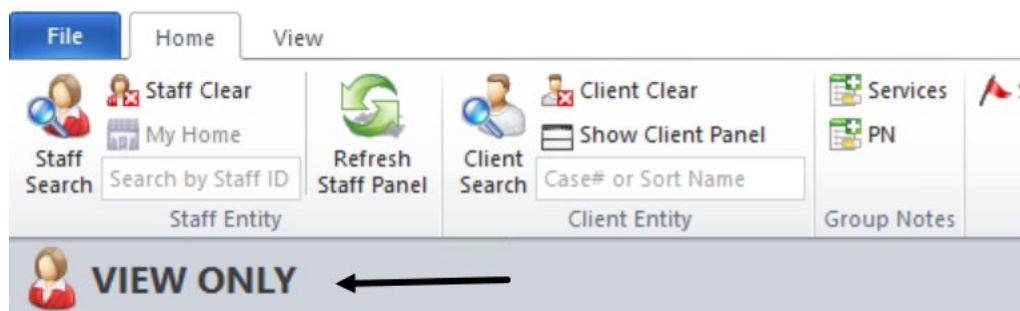 File Home View
Staff Clear
My Home
Staff Search
Search by Staff ID
Refresh Staff Panel
Staff Entity
Client Clear
Show Client Panel
Client Search
Case# or Sort Name
Client Entity
Services
PN
Group Notes
VIEW ONLY